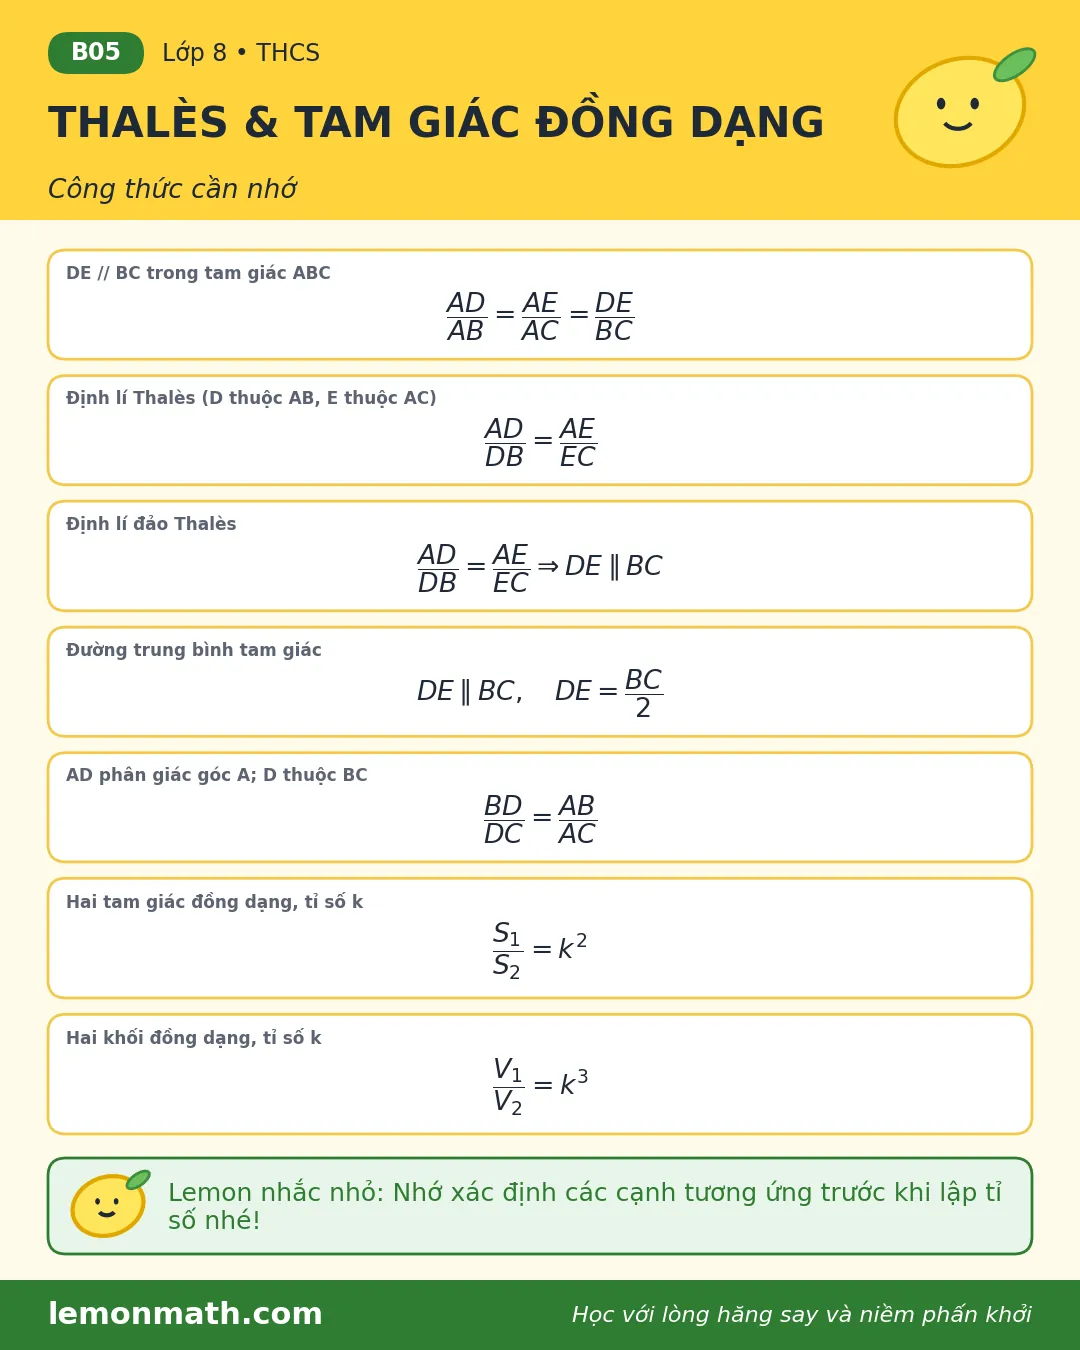 B05 Lớp 8 • THCS
THALÈS & TAM GIÁC ĐỒNG DẠNG
Công thức cần nhớ
DE // BC trong tam giác ABC
AD/AB = AE/AC = DE/BC
Định lí Thalès (D thuộc AB, E thuộc AC)
AD/DB = AE/EC
Định lí đảo Thalès
AD/DB = AE/EC ⇒ DE ∥ BC
Đường trung bình tam giác
DE ∥ BC, DE = BC/2
AD phân giác góc A; D thuộc BC
BD/DC = AB/AC
Hai tam giác đồng dạng, tỉ số k
S₁/S₂ = k²
Hai khối đồng dạng, tỉ số k
V₁/V₂ = k³
Lemon nhắc nhỏ: Nhớ xác định các cạnh tương ứng trước khi lập tỉ
số nhé!
lemonmath.com
Học với lòng hăng say và niềm phấn khởi